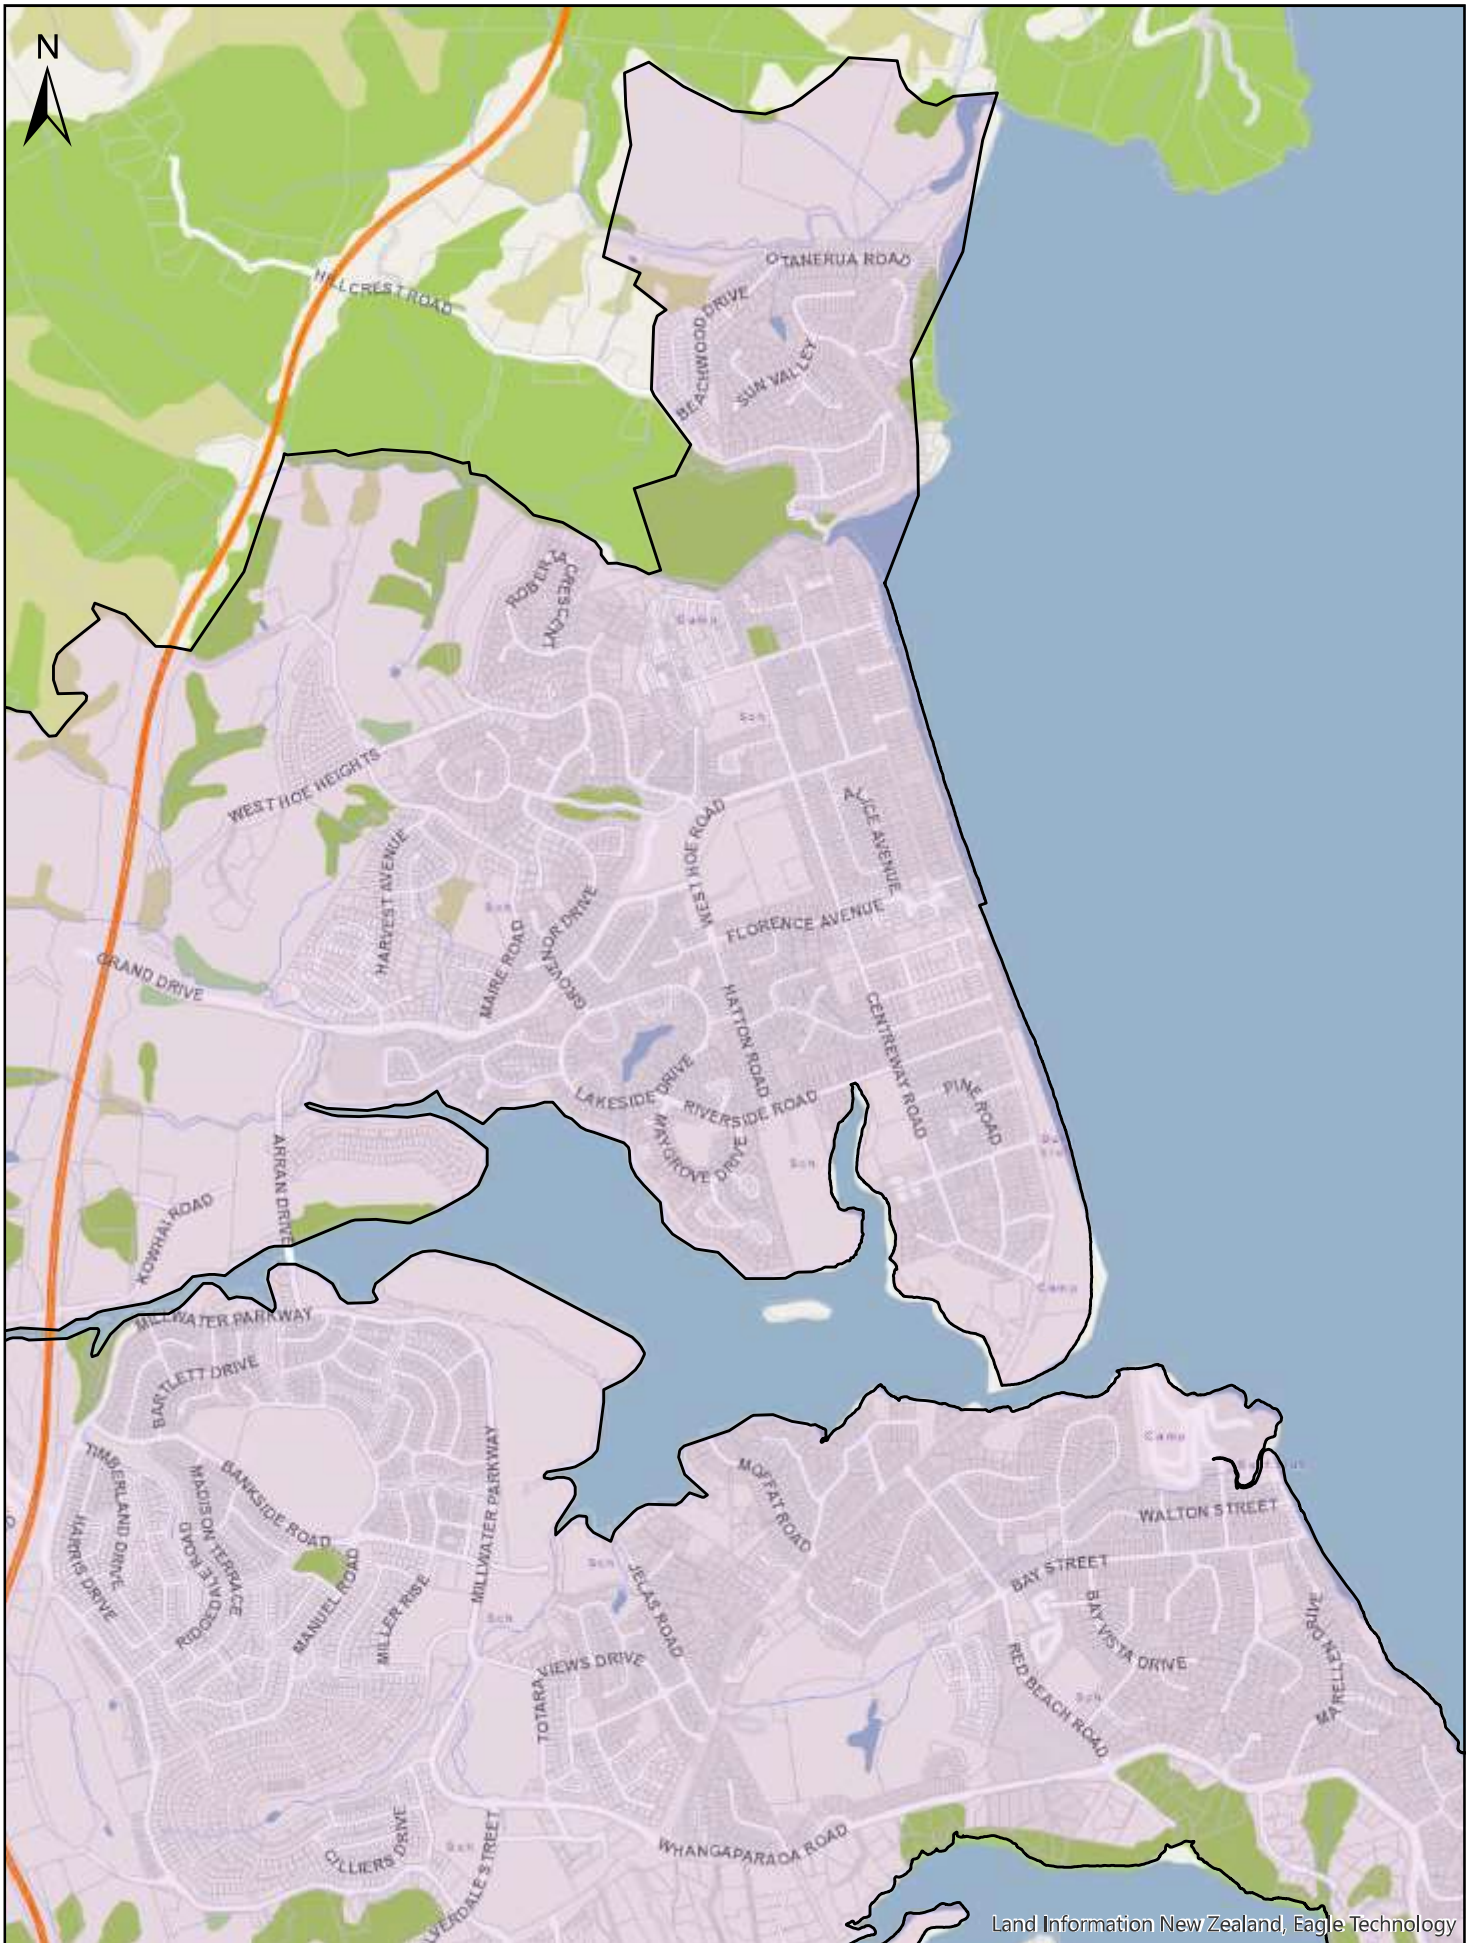 N
OTANERUA ROAD
HILLCREST ROAD
BEACHWOOD DRIVE
SUN VALLEY
ROBERTA CRESCENT
Camp
Sch
WEST HOE HEIGHTS
ALICE AVENUE
WEST HOE ROAD
HARVEST AVENUE
Sch
GROVENOR DRIVE
FLORENCE AVENUE
MAIRE ROAD
GRAND DRIVE
HATTON ROAD
CENTREWAY ROAD
LAKESIDE DRIVE
PINE ROAD
RIVERSIDE ROAD
MAYGROVE DRIVE
Sch
ARRAN DRIVE
KOWHAI ROAD
Camp
MILLWATER PARKWAY
BARTLETT DRIVE
Camp
TIMBERLAND DRIVE
BANKSIDE ROAD
MADISON TERRACE
MILLWATER PARKWAY
MOFFAT ROAD
WALTON STREET
HARRIS DRIVE
RIDGEDALE ROAD
MANUEL ROAD
MILLER RISE
Sch
JELAS ROAD
BAY STREET
BAY VISTA DRIVE
MARELLEN DRIVE
Sch
TOTARA VIEWS DRIVE
RED BEACH ROAD
Sch
CILLIERS DRIVE
Sch
LVERDALE STREET
WHANGAPARAOA ROAD
Land Information New Zealand, Eagle Technology